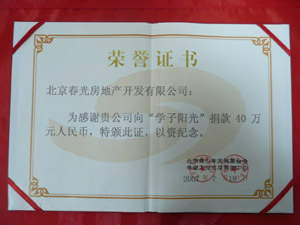 荣誉证书
北京春光房地产开发有限公司：
为感谢贵公司向“学子阳光”捐款 40 万
元人民币，特颁此证，以资纪念。